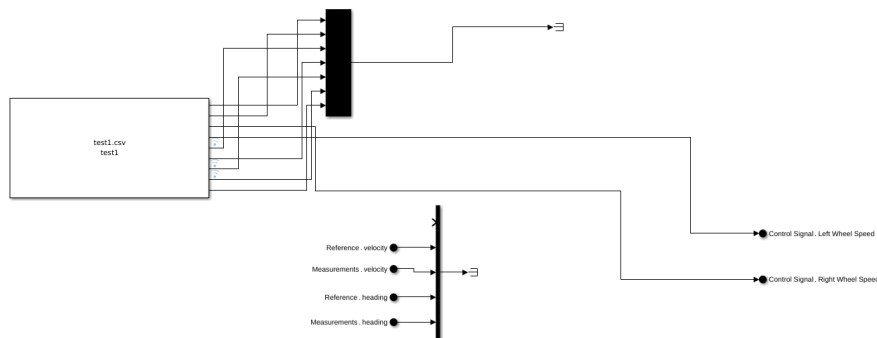 test1.csv
test1
Control Signal . Left Wheel Speed
Reference . velocity
Measurements . velocity
Control Signal . Right Wheel Speed
Reference . heading
Measurements . heading